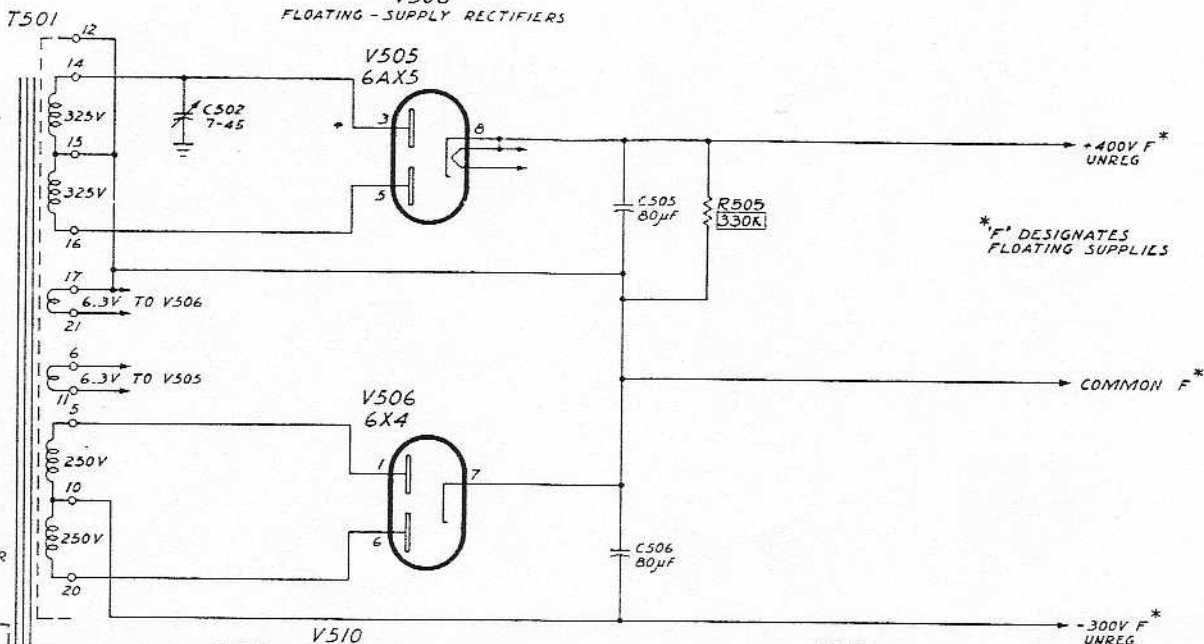 T501
FLOATING-SUPPLY RECTIFIERS
12
14
V505
6AX5
C502
7-45
325V
3
8
15
+400V F*
UNREG
325V
5
C505
80µF
R505
330K
*"F" DESIGNATES
FLOATING SUPPLIES
16
17
6.3V TO V506
21
6
6.3V TO V505
11
COMMON F*
5
V506
6X4
250V
1
7
10
250V
6
C506
80µF
20
-300V F*
UNREG
V510